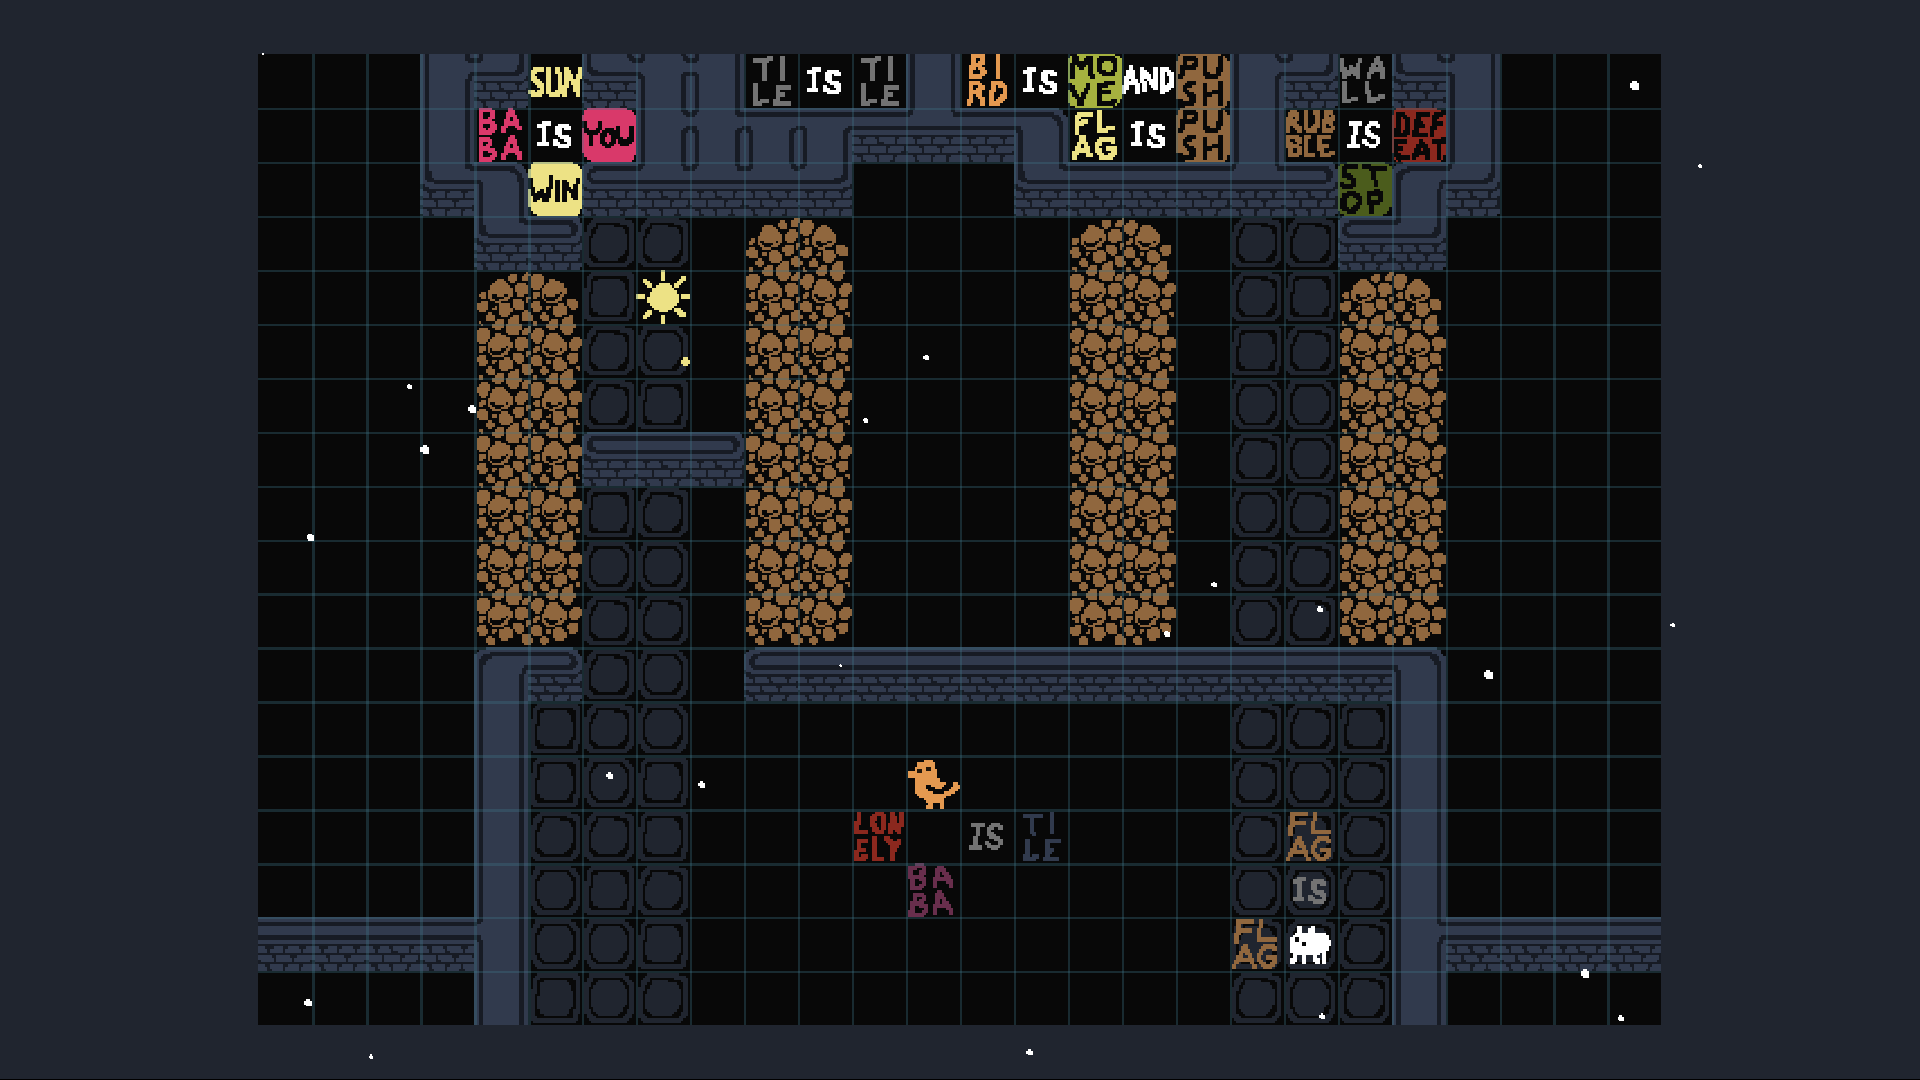 SUN TILE IS TILE BIRD IS MOVE AND PUSH WALL
BABA IS YOU FLAG IS PUSH RUBBLE IS DEFEAT
WIN STOP
LONELY IS TILE FLAG
BABA IS
FLAG